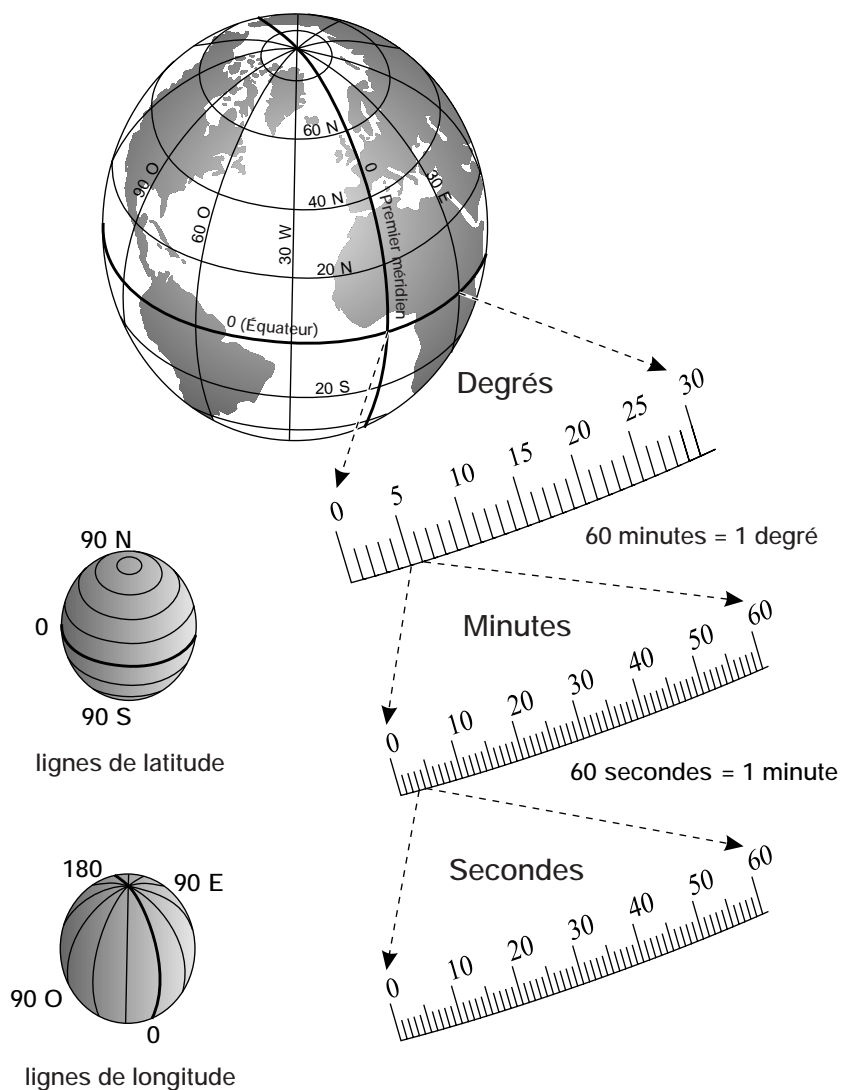 60 N
90 O
0
30 E
40 N
60 O
30 W
Premier méridien
20 N
0 (Équateur)
20 S
Degrés
0
5
10
15
20
25
30
60 minutes = 1 degré
90 N
0
90 S
lignes de latitude
Minutes
0
10
20
30
40
50
60
60 secondes = 1 minute
180
90 E
90 O
0
lignes de longitude
Secondes
0
10
20
30
40
50
60